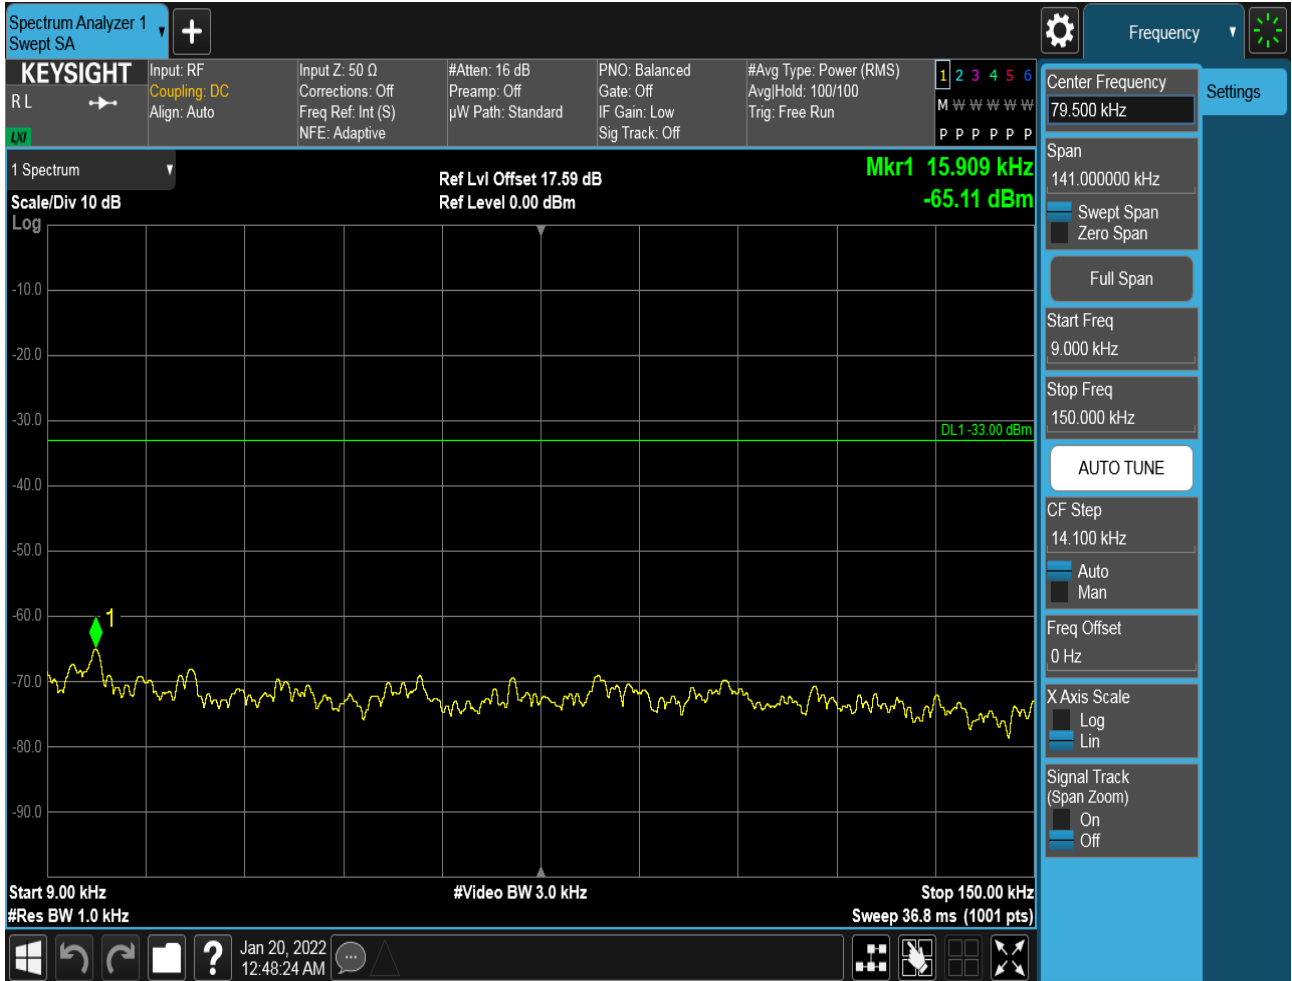 Spectrum Analyzer 1
Swept SA
Frequency
KEYSIGHT
R L
LXI
Input: RF
Coupling: DC
Align: Auto
Input Z: 50 Ω
Corrections: Off
Freq Ref: Int (S)
NFE: Adaptive
#Atten: 16 dB
Preamp: Off
µW Path: Standard
PNO: Balanced
Gate: Off
IF Gain: Low
Sig Track: Off
#Avg Type: Power (RMS)
Avg|Hold: 100/100
Trig: Free Run
1 2 3 4 5 6
M W W W W W
P P P P P P
1 Spectrum
Scale/Div 10 dB
Log
Ref Lvl Offset 17.59 dB
Ref Level 0.00 dBm
Mkr1 15.909 kHz
-65.11 dBm
-10.0
-20.0
-30.0
DL1 -33.00 dBm
-40.0
-50.0
-60.0
1
-70.0
-80.0
-90.0
Start 9.00 kHz
#Res BW 1.0 kHz
#Video BW 3.0 kHz
Stop 150.00 kHz
Sweep 36.8 ms (1001 pts)
?
Jan 20, 2022
12:48:24 AM
Center Frequency
79.500 kHz
Settings
Span
141.000000 kHz
Swept Span
Zero Span
Full Span
Start Freq
9.000 kHz
Stop Freq
150.000 kHz
AUTO TUNE
CF Step
14.100 kHz
Auto
Man
Freq Offset
0 Hz
X Axis Scale
Log
Lin
Signal Track
(Span Zoom)
On
Off